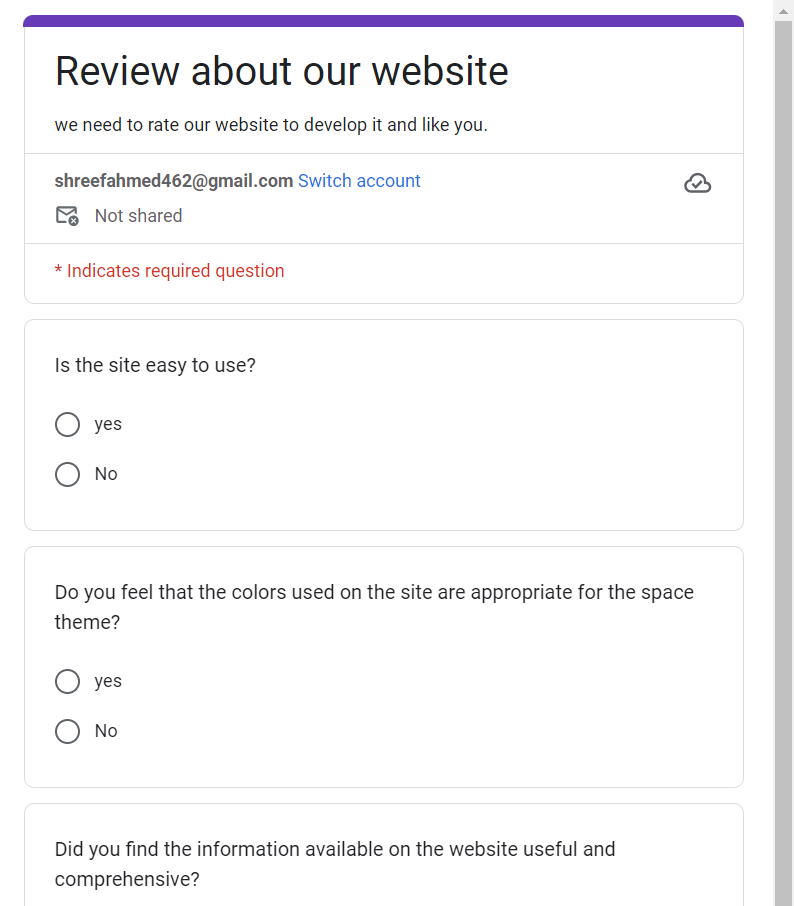 Review about our website
we need to rate our website to develop it and like you.
shreefahmed462@gmail.com Switch account
Not shared
* Indicates required question
Is the site easy to use?
yes
No
Do you feel that the colors used on the site are appropriate for the space
theme?
yes
No
Did you find the information available on the website useful and
comprehensive?